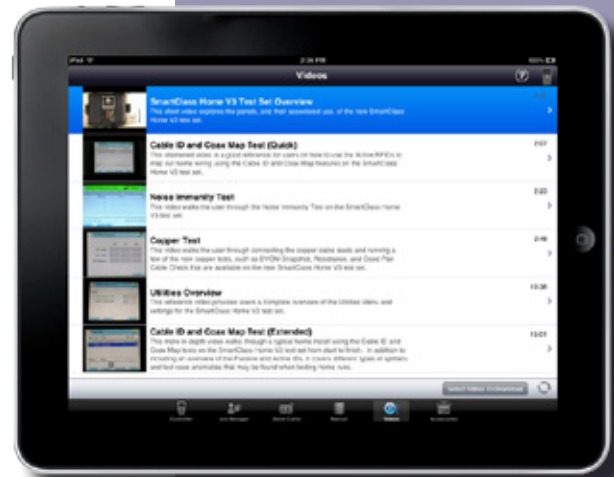 iPad
2:36 PM
100%
Videos
SmartClass Home V3 Test Set Overview
This short video explores the panels, and their associated use, of the new SmartClass
Home V3 test set.
Cable ID and Coax Map Test (Quick)
2:07
This shortened video is a good reference for users on how to use the Active RFIDs to
map out home wiring using the Cable ID and Coax Map features on the SmartClass
Home V3 test set.
Noise Immunity Test
2:23
This video walks the user through the Noise Immunity Test on the SmartClass Home
V3 test set.
Copper Test
This video walks the user through connecting the copper cable leads and running a
few of the new copper tests, such as DVOM Snapshot, Resistance, and Good Pair
Cable Check that are available on the new SmartClass Home V3 test set.
Utilities Overview
10:38
This reference video provides users a complete overview of the Utilities Menu and
settings for the SmartClass Home V3 test set.
Cable ID and Coax Map Test (Extended)
10:01
This more in-depth video walks through a typical home install using the Cable ID and
Coax Map tests on the SmartClass Home V3 test set from start to finish. In addition to
including an overview of the Passive and Active IDs, it covers different types of splitters
and test case anomalies that may be found when testing home runs.
Select Videos To Download
Controller
Job Manager
Manual
Videos
Accessories